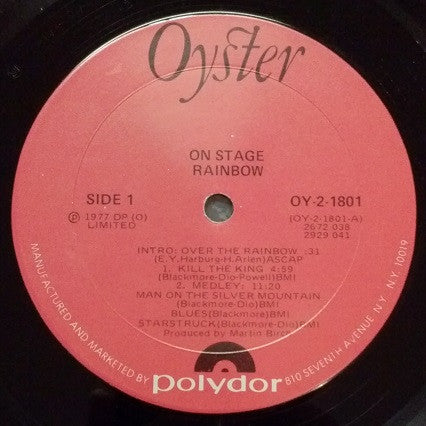 Oyster
ON STAGE
RAINBOW
SIDE 1
OY-2-1801
℗ 1977 OP (O)
LIMITED
(OY-2-1801-A)
2672 038
2929 041
INTRO: OVER THE RAINBOW :31
(E.Y.Harburg-H.Arlen)ASCAP
1. KILL THE KING 4:59
(Blackmore-Dio-Powell)BMI
2. MEDLEY: 11:20
MAN ON THE SILVER MOUNTAIN
(Blackmore-Dio)BMI
BLUES(Blackmore)BMI
STARSTRUCK(Blackmore-Dio)BMI
Produced by Martin Birch
MANUFACTURED AND MARKETED BY polydor 810 SEVENTH AVENUE N.Y. N.Y. 10019